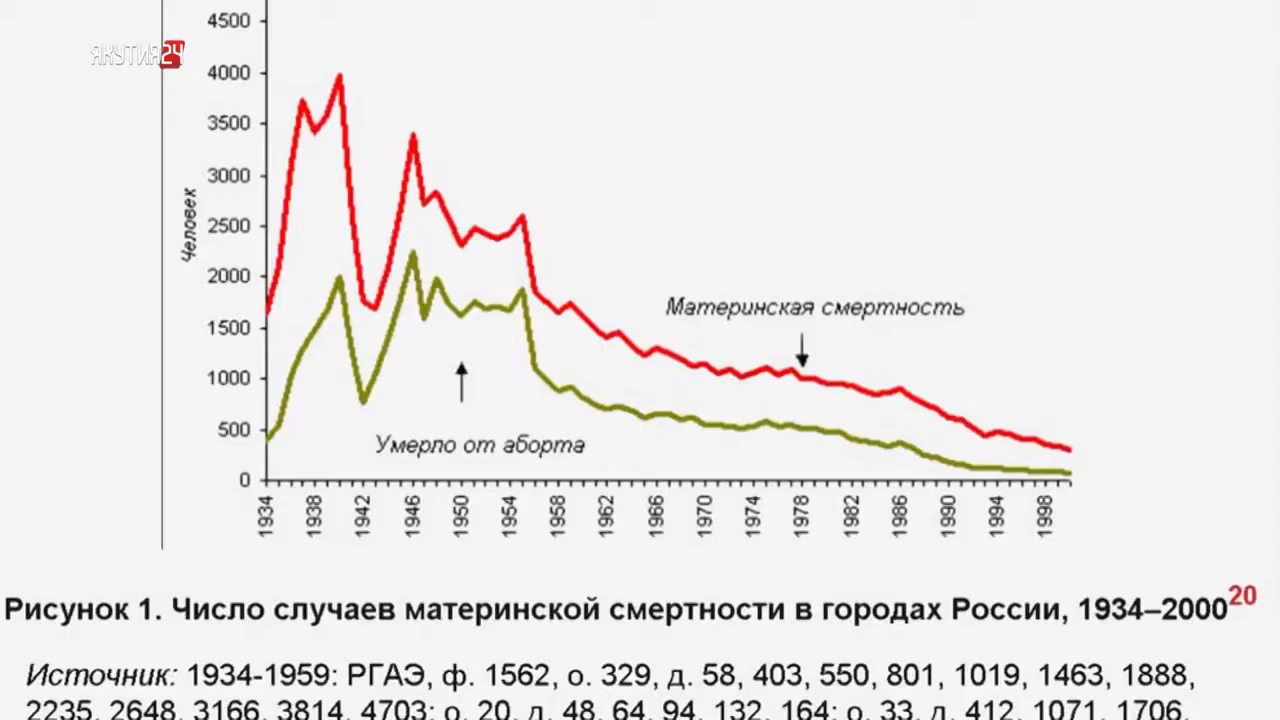 4500
ЯКУТИЯ24
4000
3500
3000
Человек
2500
2000
Материнская смертность
1500
1000
500
Умерло от аборта
0
1934 1938 1942 1946 1950 1954 1958 1962 1966 1970 1974 1978 1982 1986 1990 1994 1998
Рисунок 1. Число случаев материнской смертности в городах России, 1934–2000 20
Источник: 1934-1959: РГАЭ, ф. 1562, о. 329, д. 58, 403, 550, 801, 1019, 1463, 1888,
2235, 2648, 3166, 3814, 4703; о. 20, д. 48, 64, 94, 132, 164; о. 33, д. 412, 1071, 1706,